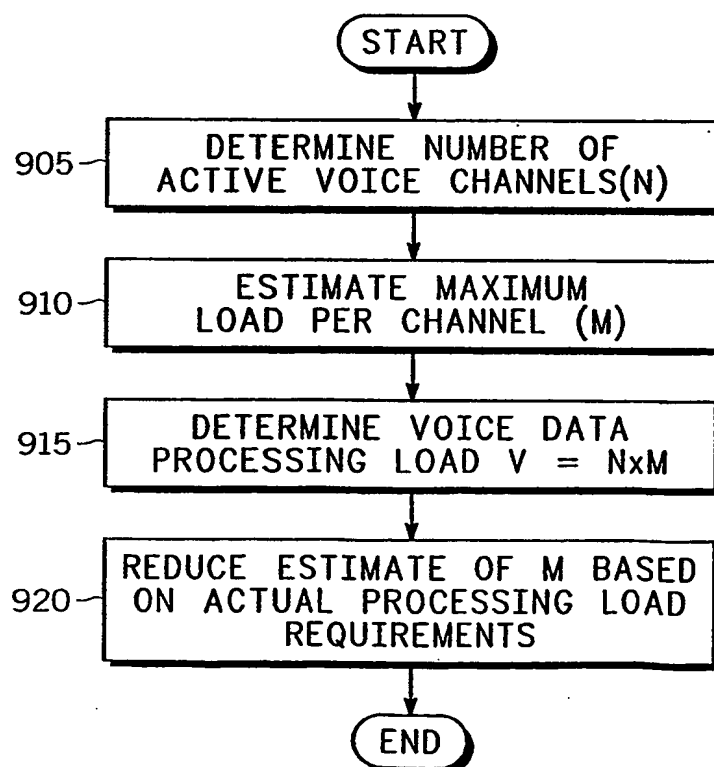 START
905
DETERMINE NUMBER OF
ACTIVE VOICE CHANNELS(N)
910
ESTIMATE MAXIMUM
LOAD PER CHANNEL (M)
915
DETERMINE VOICE DATA
PROCESSING LOAD V = NxM
920
REDUCE ESTIMATE OF M BASED
ON ACTUAL PROCESSING LOAD
REQUIREMENTS
END